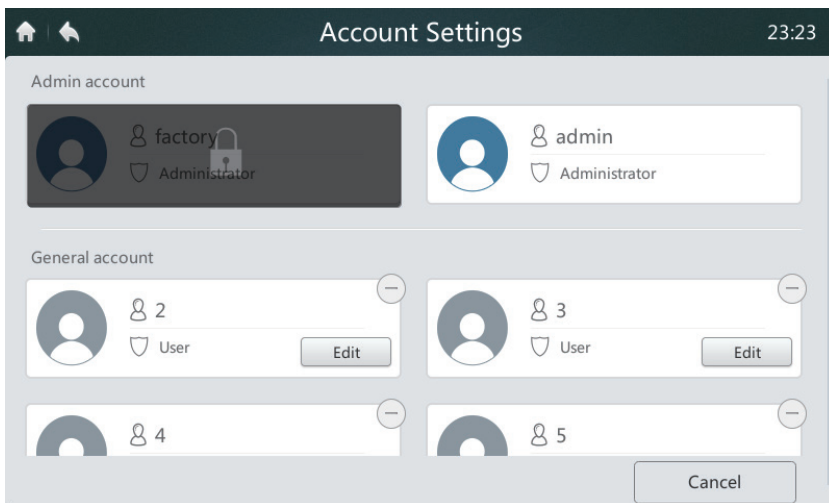 Account Settings 23:23
Admin account
factory admin
Administrator Administrator
General account
2 3
User Edit User Edit
4 5
Cancel